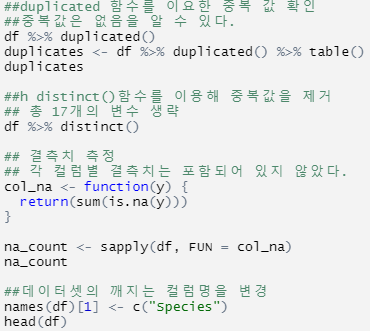 ##duplicated 함수를 이요한 중복 값 확인
##중복값은 없음을 알 수 있다.
df %>% duplicated()
duplicates <- df %>% duplicated() %>% table()
duplicates
##h distinct()함수를 이용해 중복값을 제거
## 총 17개의 변수 생략
df %>% distinct()
## 결측치 측정
## 각 컬럼별 결측치는 포함되어 있지 않았다.
col_na <- function(y) {
  return(sum(is.na(y)))
}
na_count <- sapply(df, FUN = col_na)
na_count
##데이터셋의 깨지는 컬럼명을 변경
names(df)[1] <- c("Species")
head(df)